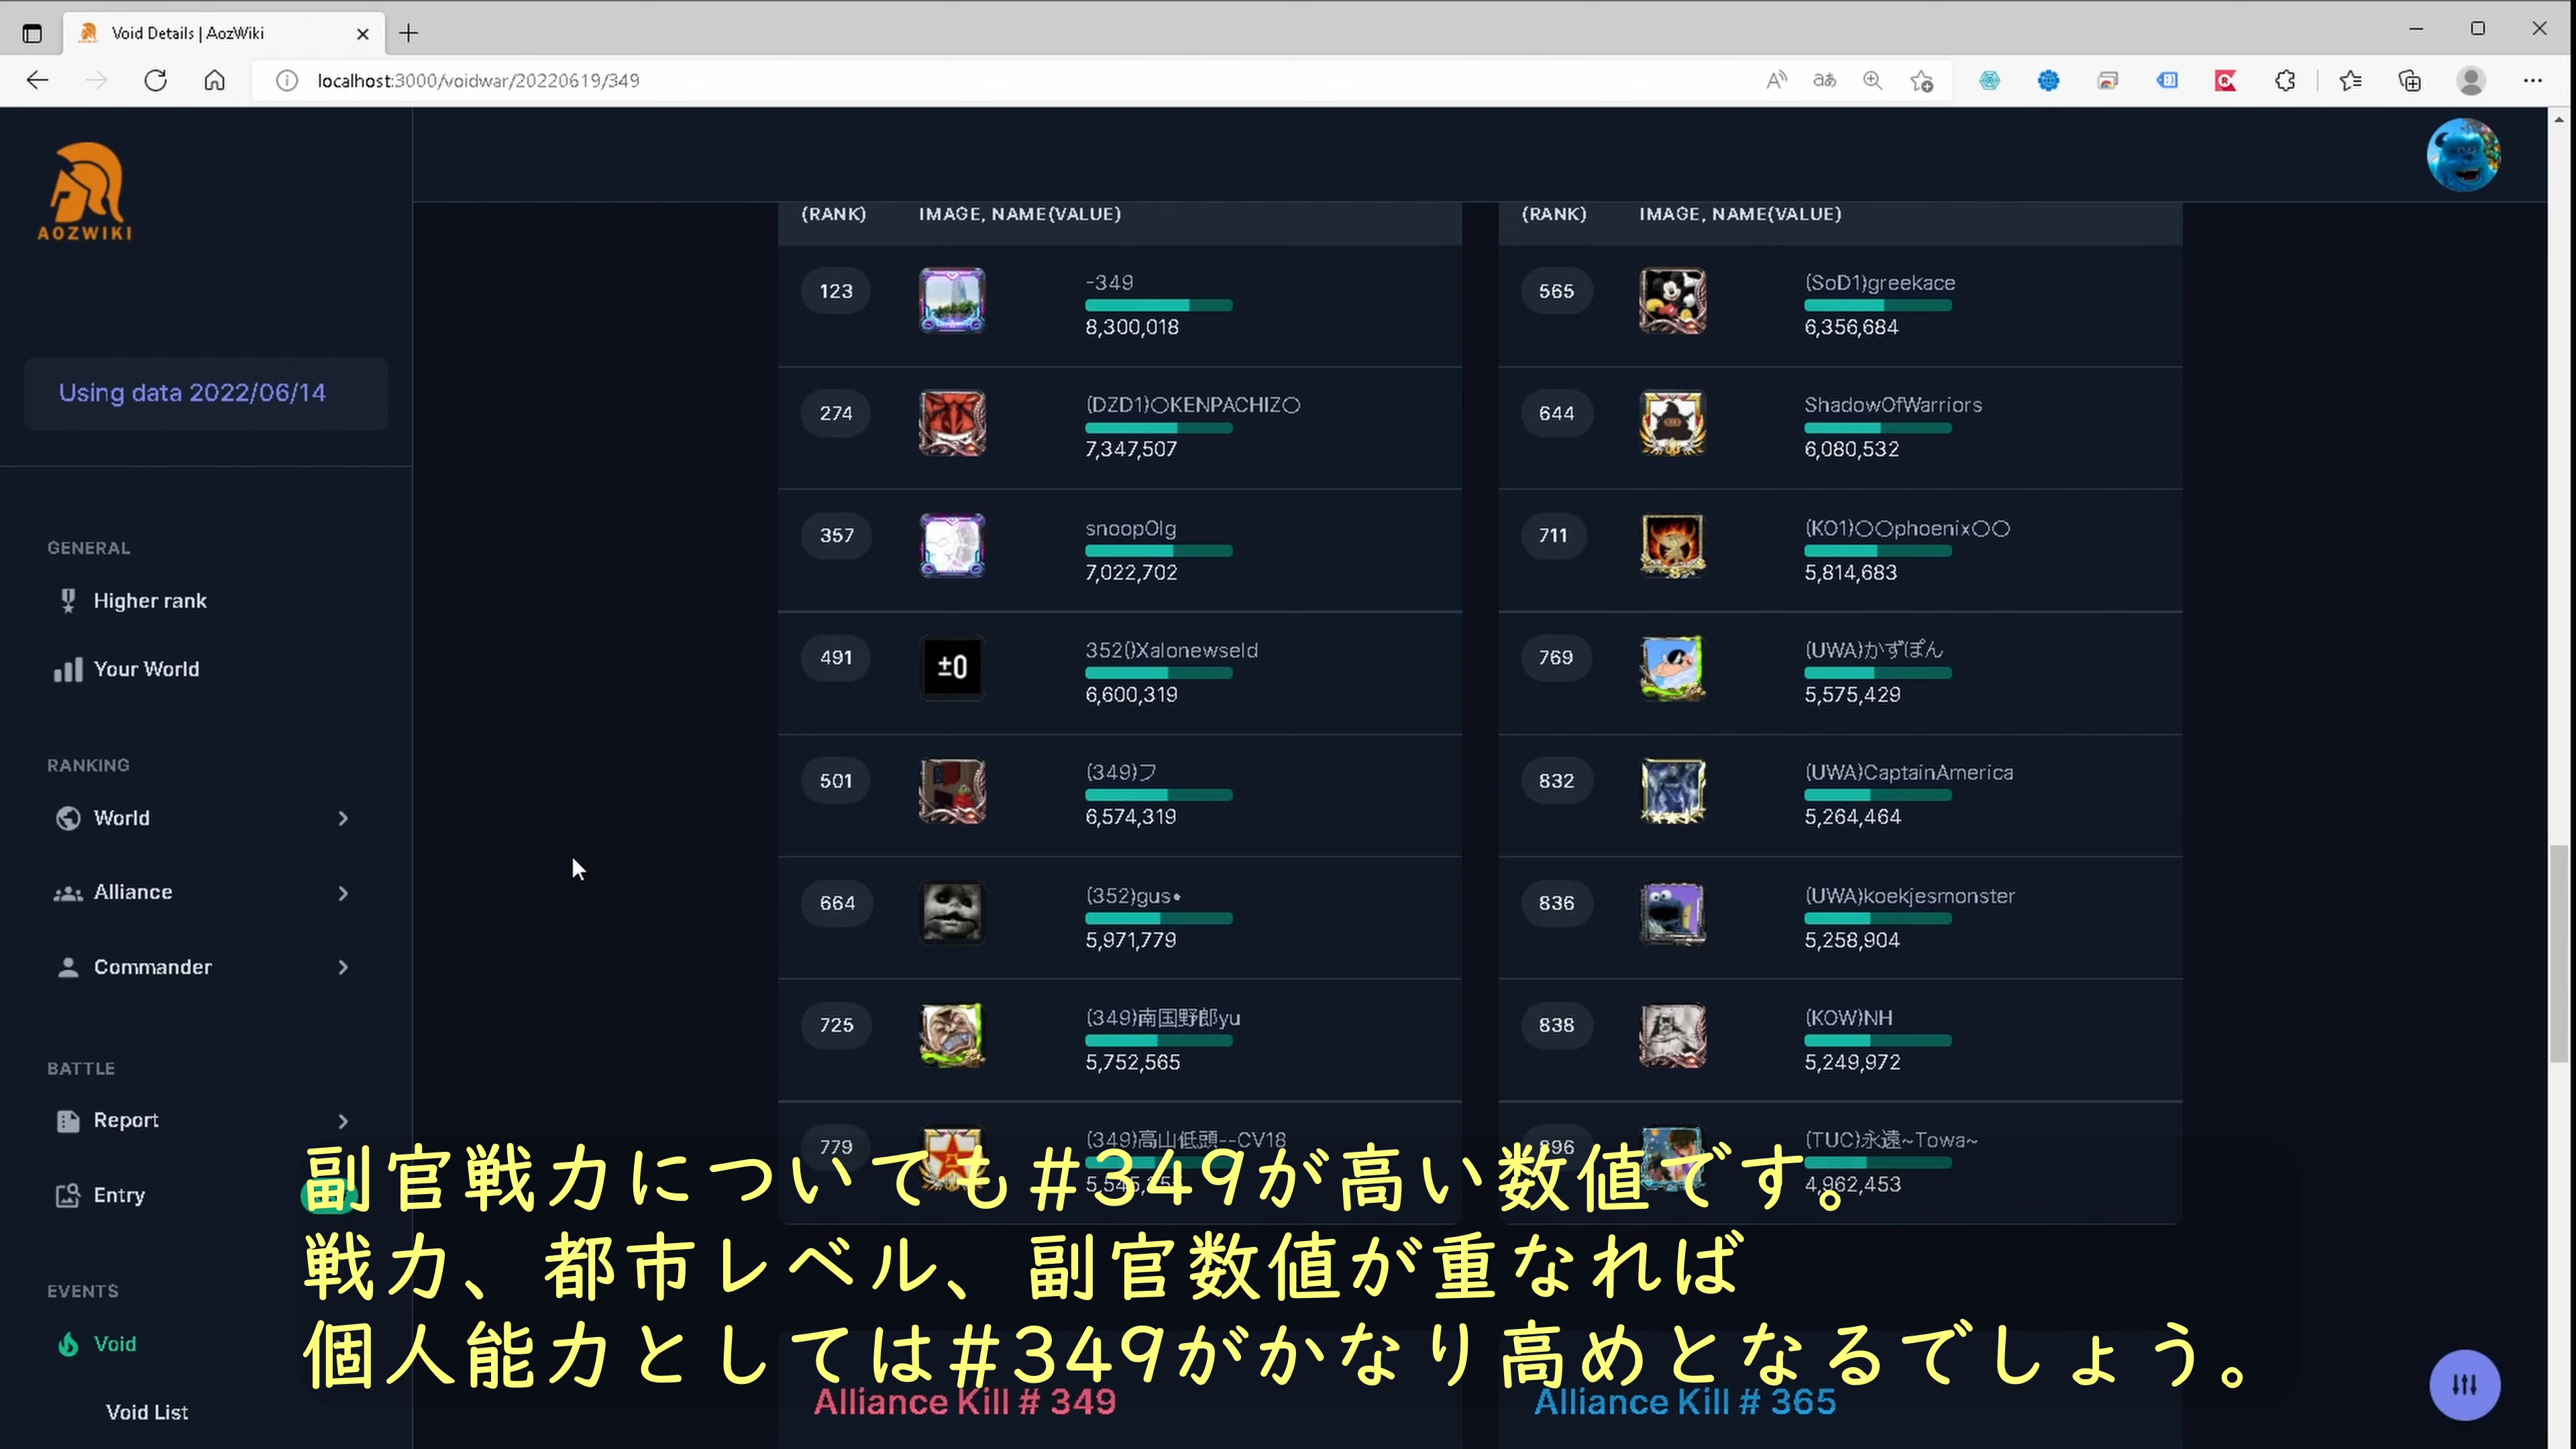 Void Details | AozWiki
localhost:3000/voidwar/20220619/349
AOZWIKI
Using data 2022/06/14
GENERAL
Higher rank
Your World
RANKING
World
Alliance
Commander
BATTLE
Report
Entry
EVENTS
Void
Void List
(RANK) IMAGE, NAME(VALUE)
123 -349
8,300,018
274 (DZD1)〇KENPACHIZ〇
7,347,507
357 snoop0lg
7,022,702
491 ±0 352()Xalonewseld
6,600,319
501 (349)フ
6,574,319
664 (352)gus•
5,971,779
725 (349)南国野郎yu
5,752,565
779 (349)高山低頭--CV18
(RANK) IMAGE, NAME(VALUE)
565 (SoD1)greekace
6,356,684
644 ShadowOfWarriors
6,080,532
711 (KO1)〇〇phoenix〇〇
5,814,683
769 (UWA)かずぽん
5,575,429
832 (UWA)CaptainAmerica
5,264,464
836 (UWA)koekjesmonster
5,258,904
838 (KOW)NH
5,249,972
896 (TUC)永遠~Towa~
4,962,453
副官戦力についても#349が高い数値です。
戦力、都市レベル、副官数値が重なれば
個人能力としては#349がかなり高めとなるでしょう。
Alliance Kill # 349
Alliance Kill # 365